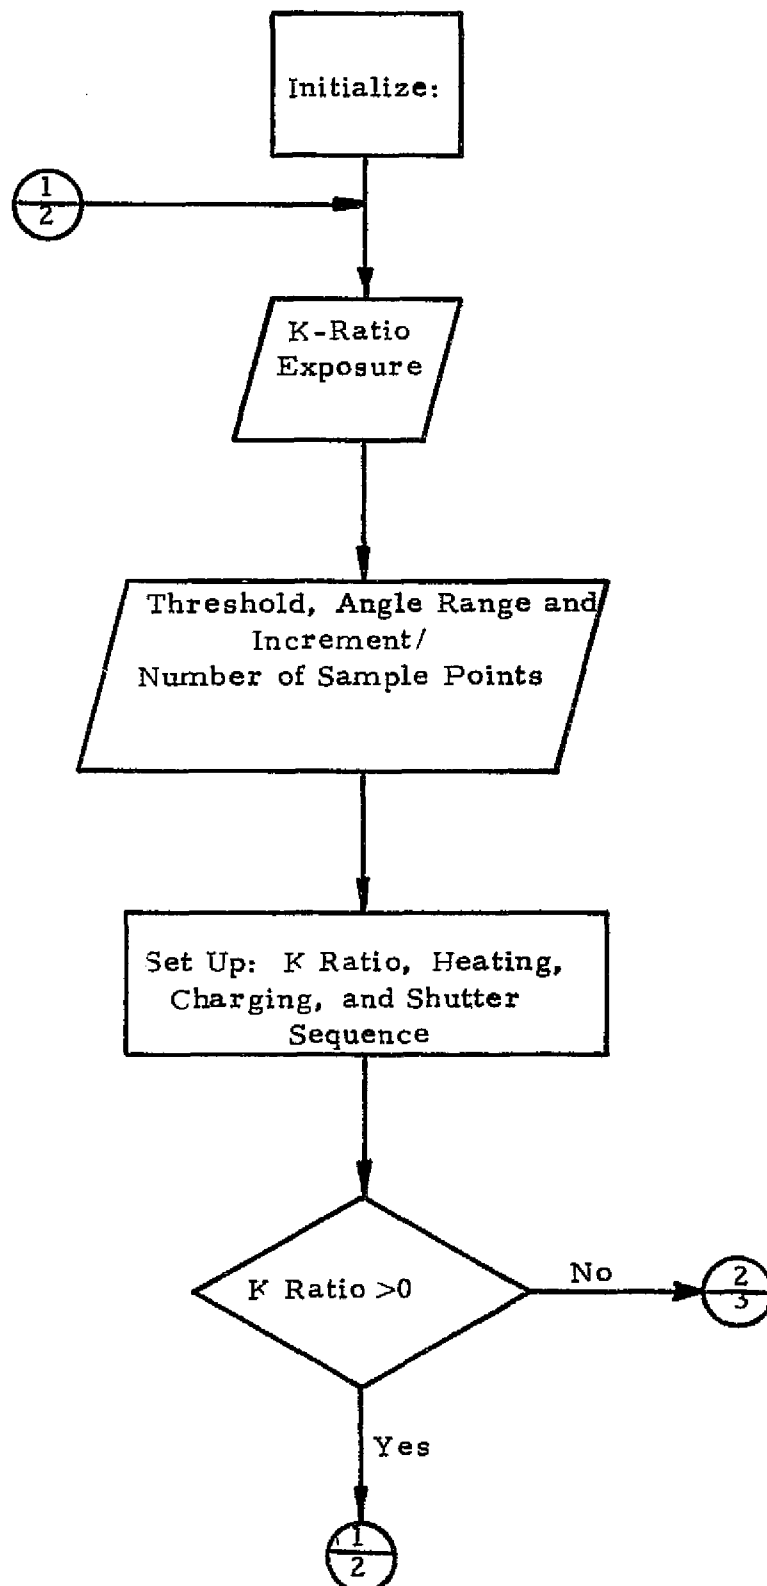 Initialize:
1
2
K-Ratio
Exposure
Threshold, Angle Range and
Increment/
Number of Sample Points
Set Up: K Ratio, Heating,
Charging, and Shutter
Sequence
K Ratio >0
No
2
3
Yes
1
2